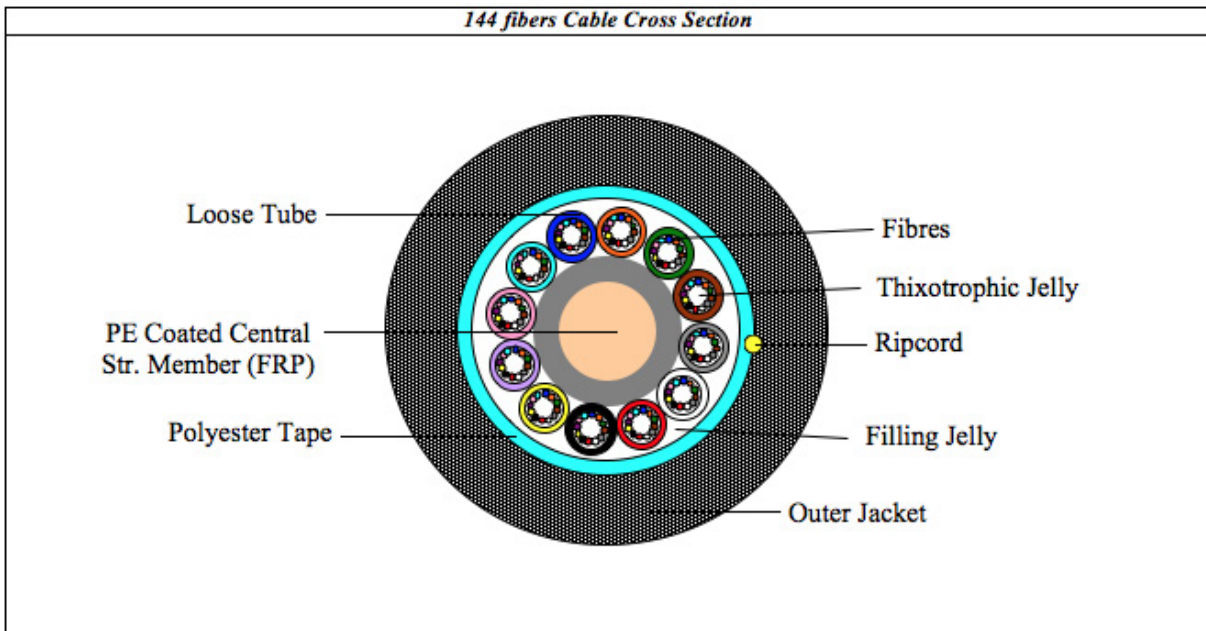 144 fibers Cable Cross Section
Loose Tube
Fibres
Thixotrophic Jelly
PE Coated Central
Str. Member (FRP)
Ripcord
Polyester Tape
Filling Jelly
Outer Jacket